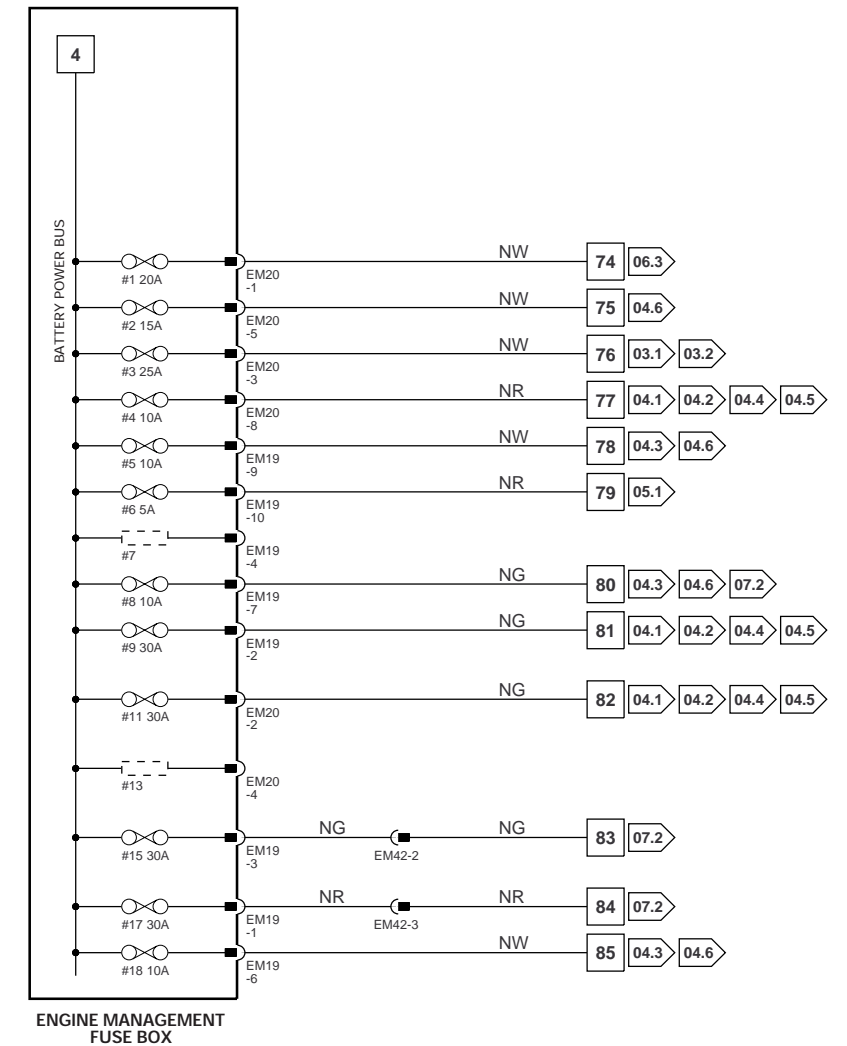 4
BATTERY POWER BUS
#1 20A
EM20
-1
NW
74
06.3
#2 15A
EM20
-5
NW
75
04.6
#3 25A
EM20
-3
NW
76
03.1
03.2
#4 10A
EM20
-8
NR
77
04.1
04.2
04.4
04.5
#5 10A
EM19
-9
NW
78
04.3
04.6
#6 5A
EM19
-10
NR
79
05.1
#7
EM19
-4
#8 10A
EM19
-7
NG
80
04.3
04.6
07.2
#9 30A
EM19
-2
NG
81
04.1
04.2
04.4
04.5
#11 30A
EM20
-2
NG
82
04.1
04.2
04.4
04.5
#13
EM20
-4
#15 30A
EM19
-3
NG
EM42-2
NG
83
07.2
#17 30A
EM19
-1
NR
EM42-3
NR
84
07.2
#18 10A
EM19
-6
NW
85
04.3
04.6
ENGINE MANAGEMENT
FUSE BOX